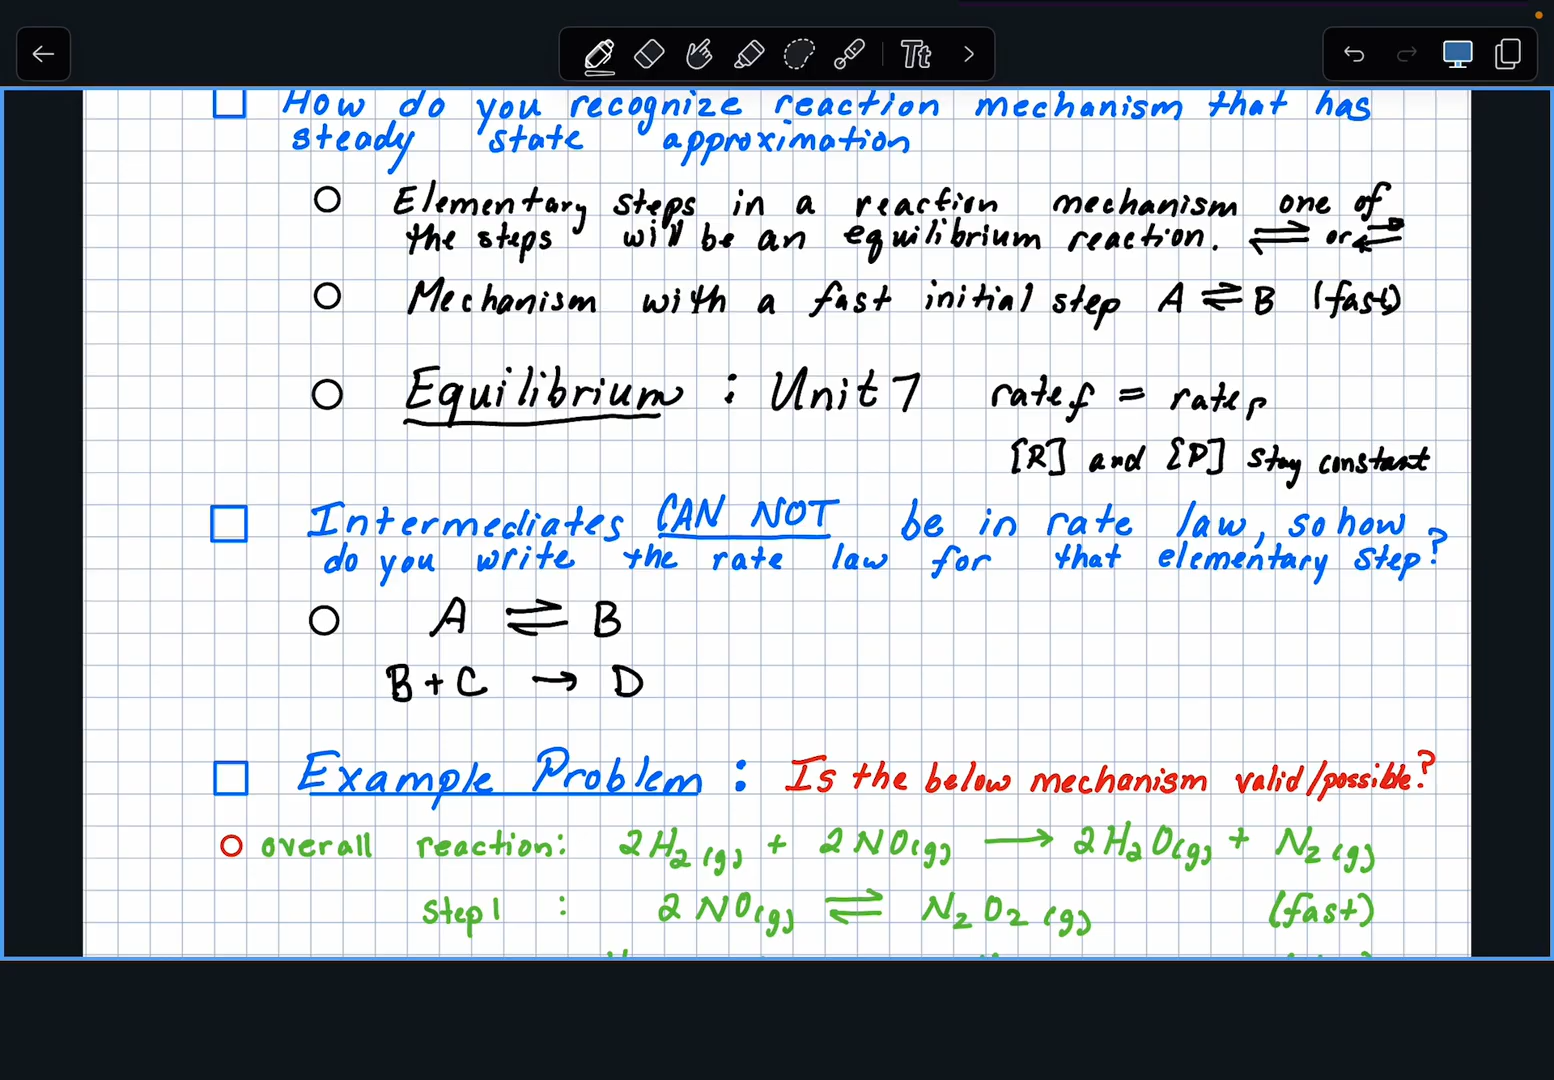 Tt
How do you recognize reaction mechanism that has
steady state approximation
Elementary steps in a reaction mechanism one of
the steps will be an equilibrium reaction. ⇌ or ⇄
Mechanism with a fast initial step A ⇌ B (fast)
Equilibrium : Unit 7 rate f = rate p
[R] and [P] stay constant
Intermediates CAN NOT be in rate law, so how
do you write the rate law for that elementary step?
A ⇌ B
B + C → D
Example Problem : Is the below mechanism valid/possible?
overall reaction: 2H₂(g) + 2NO(g) → 2H₂O(g) + N₂(g)
step 1 : 2NO(g) ⇌ N₂O₂(g) (fast)